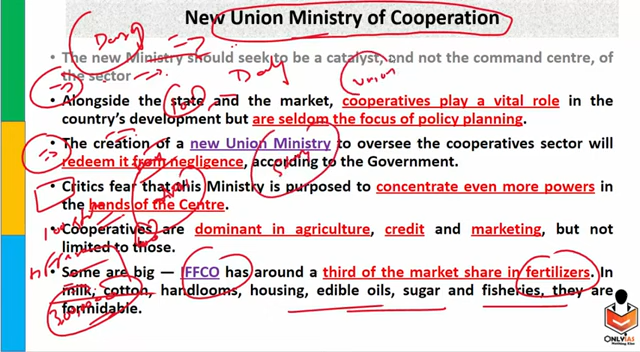 New Union Ministry of Cooperation
The new Ministry should seek to be a catalyst, and not the command centre, of
the sector
Alongside the state and the market, cooperatives play a vital role in the
country's development but are seldom the focus of policy planning.
The creation of a new Union Ministry to oversee the cooperatives sector will
redeem it from negligence, according to the Government.
Critics fear that this Ministry is purposed to concentrate even more powers in
the hands of the Centre.
Cooperatives are dominant in agriculture, credit and marketing, but not
limited to those.
Some are big — IFFCO has around a third of the market share in fertilizers. In
milk, cotton, handlooms, housing, edible oils, sugar and fisheries, they are
formidable.
union
ONLYIAS
Nothing Else